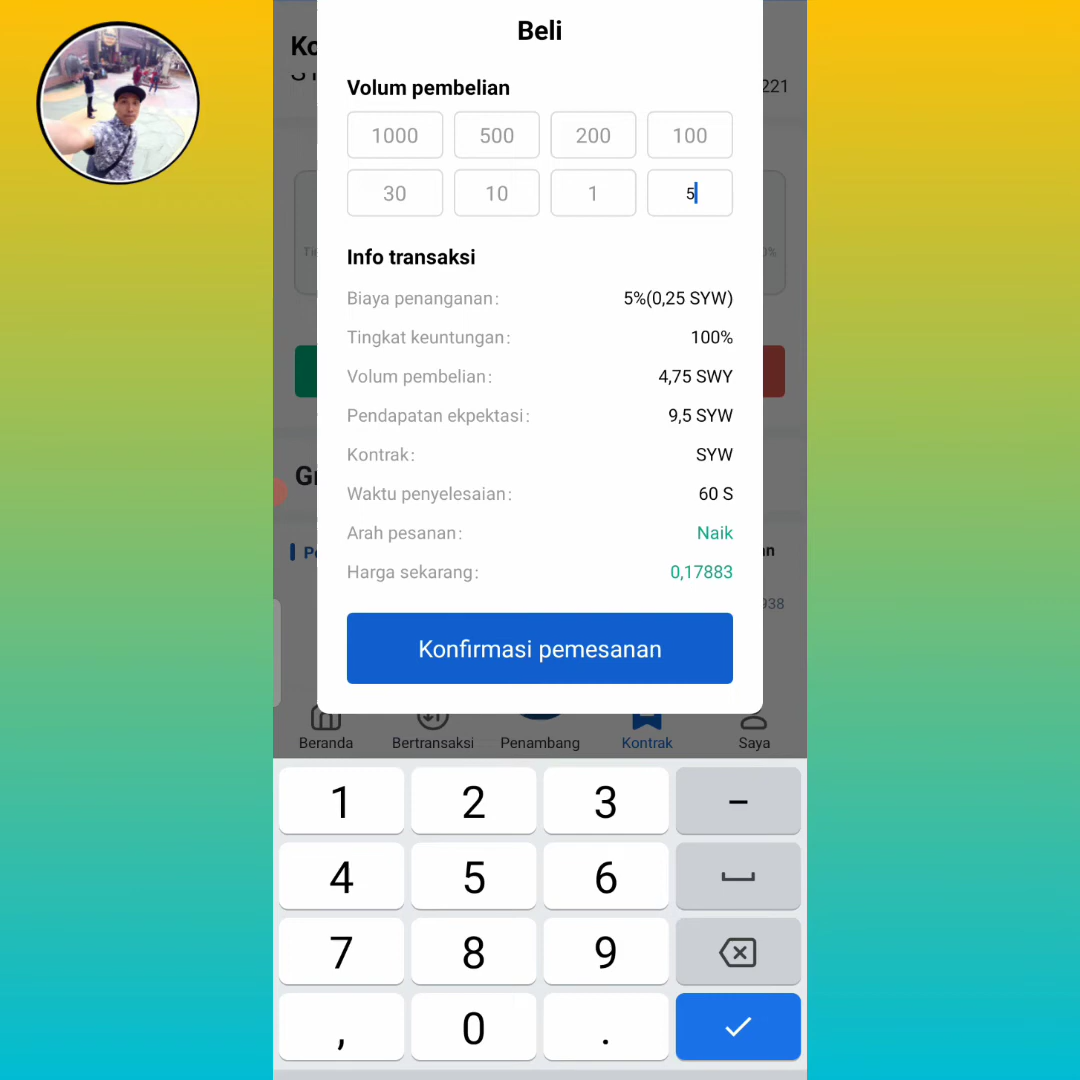 Beli
Volum pembelian
1000 500 200 100
30 10 1 5
221
Info transaksi
Biaya penanganan: 5%(0,25 SYW)
Tingkat keuntungan: 100%
Volum pembelian: 4,75 SWY
Pendapatan ekpektasi: 9,5 SYW
Kontrak: SYW
Waktu penyelesaian: 60 S
Arah pesanan: Naik
Harga sekarang: 0,17883
938
Konfirmasi pemesanan
Beranda Bertransaksi Penambang Kontrak Saya
1 2 3 –
4 5 6
7 8 9
, 0 .